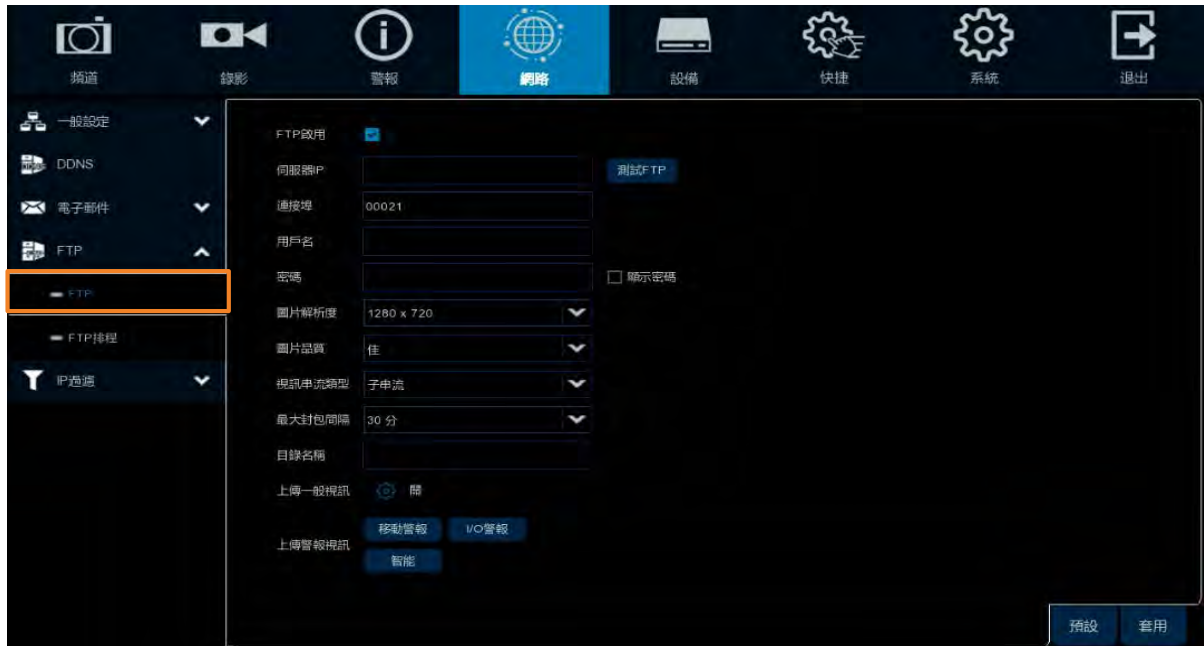 頻道 錄影 警報 網路 設備 快捷 系統 退出
一般設定
DDNS
電子郵件
FTP
FTP
FTP排程
IP過濾
FTP啟用
伺服器IP 測試FTP
連接埠 00021
用戶名
密碼 顯示密碼
圖片解析度 1280 x 720
圖片品質 佳
視訊串流類型 子串流
最大封包間隔 30 分
目錄名稱
上傳一般視訊 關
上傳警報視訊 移動警報 I/O警報
智能
預設 套用